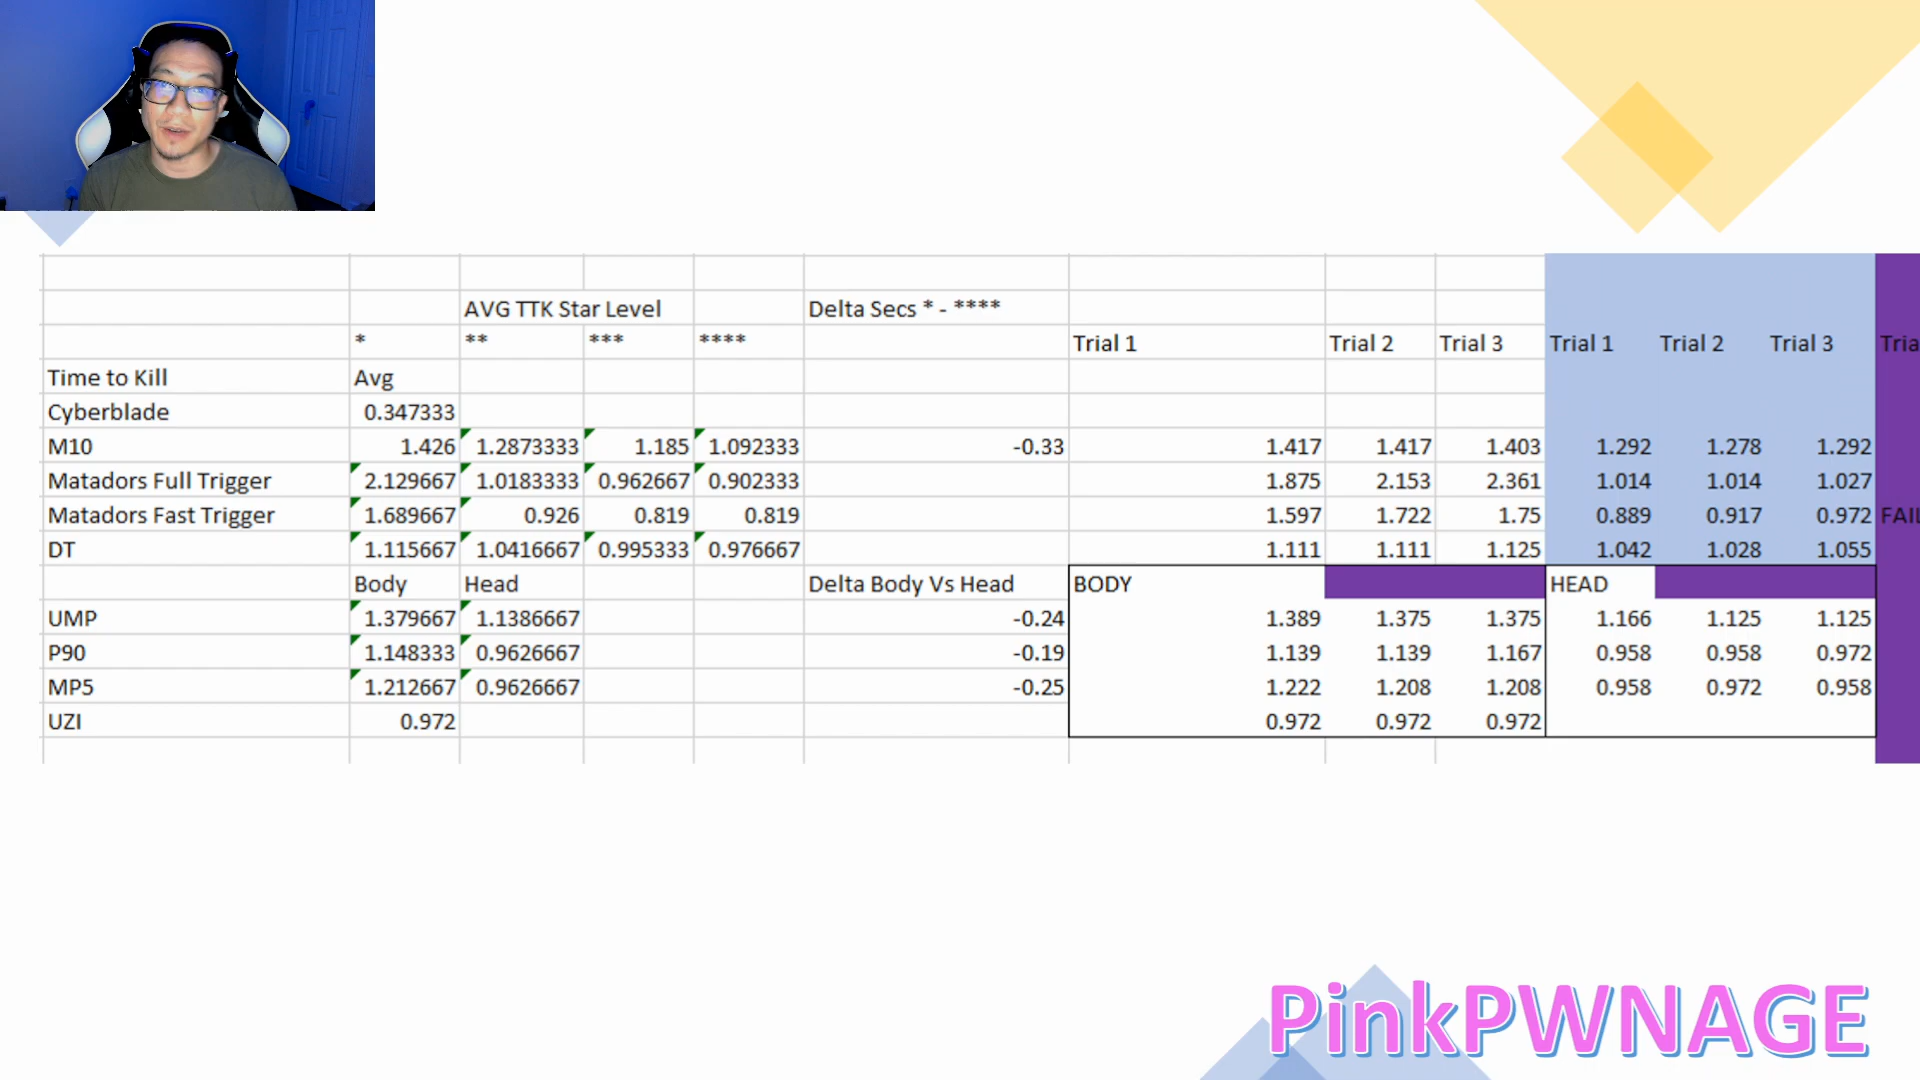 AVG TTK Star Level Delta Secs * - ****
* ** *** **** Trial 1 Trial 2 Trial 3 Trial 1 Trial 2 Trial 3
Time to Kill Avg
Cyberblade 0.347333
M10 1.426 1.2873333 1.185 1.092333 -0.33 1.417 1.417 1.403 1.292 1.278 1.292
Matadors Full Trigger 2.129667 1.0183333 0.962667 0.902333 1.875 2.153 2.361 1.014 1.014 1.027
Matadors Fast Trigger 1.689667 0.926 0.819 0.819 1.597 1.722 1.75 0.889 0.917 0.972
DT 1.115667 1.0416667 0.995333 0.976667 1.111 1.111 1.125 1.042 1.028 1.055
Body Head Delta Body Vs Head BODY HEAD
UMP 1.379667 1.1386667 -0.24 1.389 1.375 1.375 1.166 1.125 1.125
P90 1.148333 0.9626667 -0.19 1.139 1.139 1.167 0.958 0.958 0.972
MP5 1.212667 0.9626667 -0.25 1.222 1.208 1.208 0.958 0.972 0.958
UZI 0.972 0.972 0.972 0.972
PinkPWNAGE